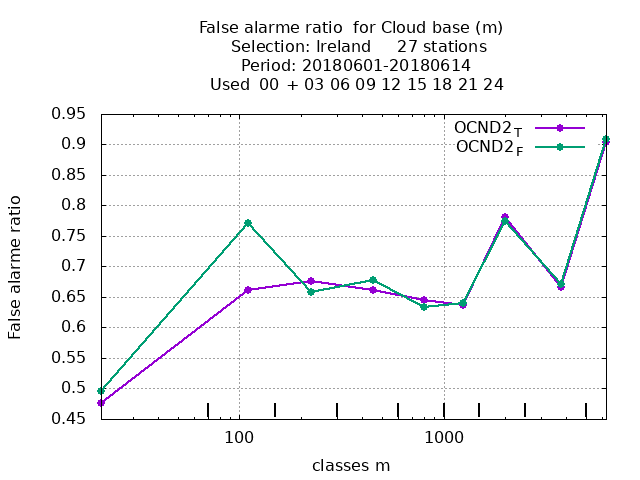 False alarme ratio  for Cloud base (m)
Selection: Ireland     27 stations
Period: 20180601-20180614
Used  00 + 03 06 09 12 15 18 21 24
0.95
0.9
0.85
0.8
0.75
0.7
0.65
0.6
0.55
0.5
0.45
False alarme ratio
OCND2T
OCND2F
100 1000
classes m